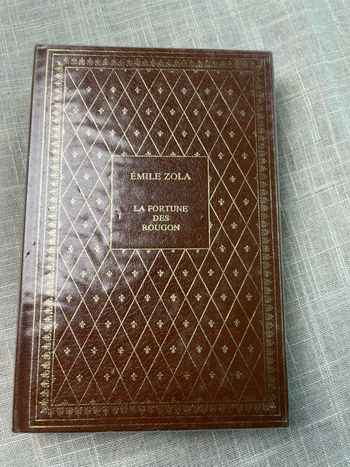 ÉMILE ZOLA
LA FORTUNE
DES
ROUGON